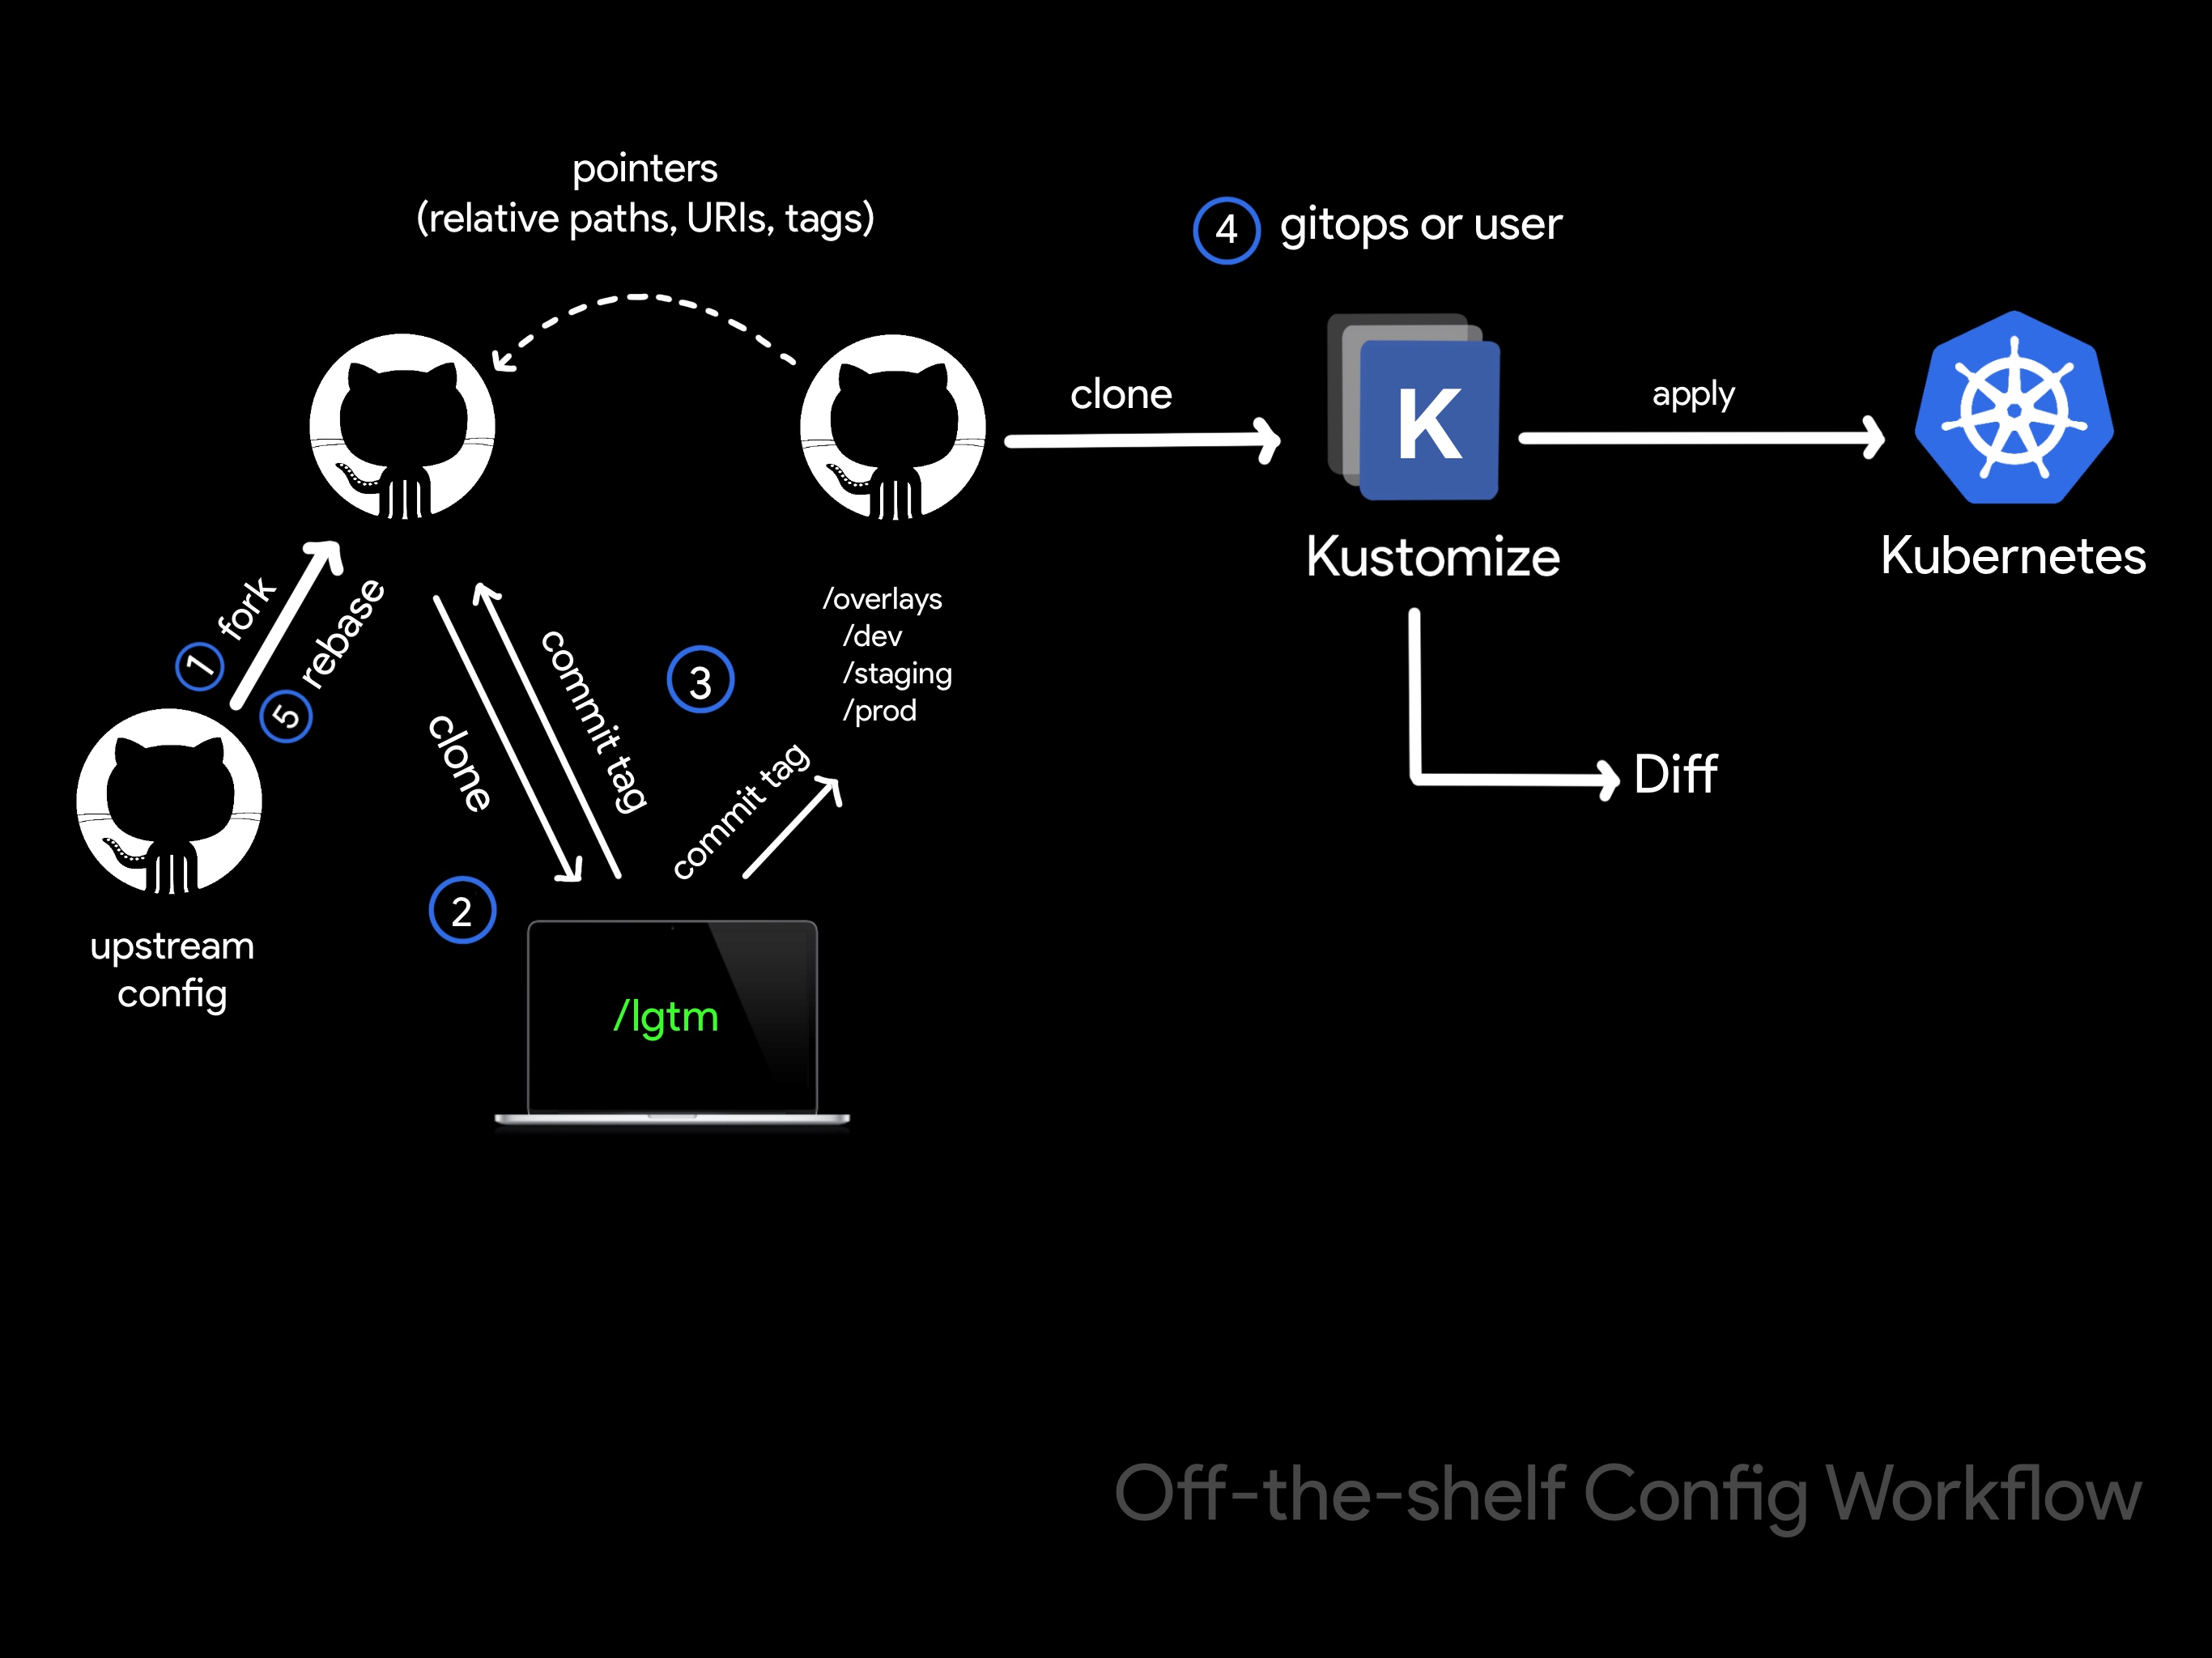 pointers
(relative paths, URIs, tags)
4 gitops or user
clone
K
apply
Kustomize
Kubernetes
1 fork
5 rebase
upstream
config
clone
commit tag
2
3
/overlays
/dev
/staging
/prod
commit tag
/lgtm
Diff
Off-the-shelf Config Workflow